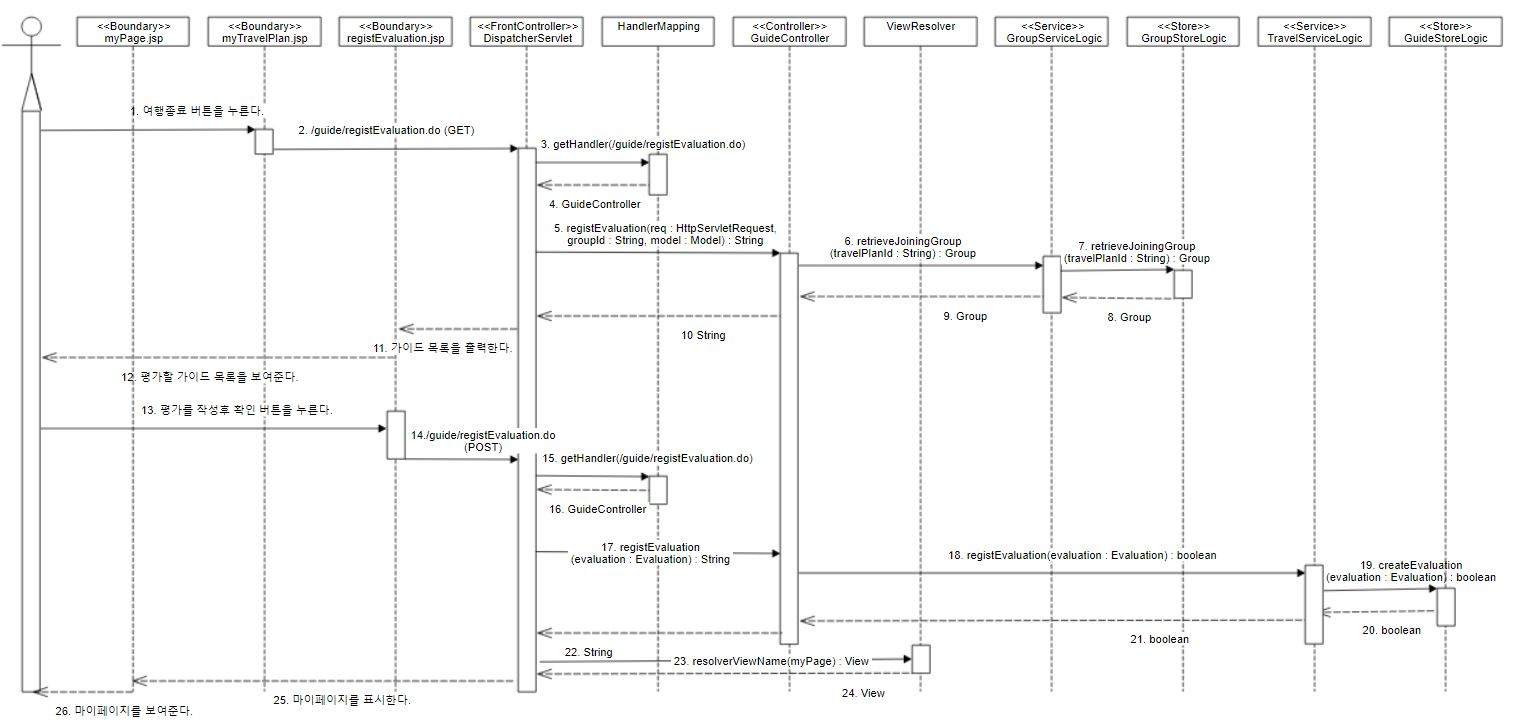 <<Boundary>>
myPage.jsp
<<Boundary>>
myTravelPlan.jsp
<<Boundary>>
registEvaluation.jsp
<<FrontController>>
DispatcherServlet
HandlerMapping
<<Controller>>
GuideController
ViewResolver
<<Service>>
GroupServiceLogic
<<Store>>
GroupStoreLogic
<<Service>>
TravelServiceLogic
<<Store>>
GuideStoreLogic
1. 여행종료 버튼을 누른다.
2. /guide/registEvaluation.do (GET)
3. getHandler(/guide/registEvaluation.do)
4. GuideController
5. registEvaluation(req : HttpServletRequest,
groupId : String, model : Model) : String
6. retrieveJoiningGroup
(travelPlanId : String) : Group
7. retrieveJoiningGroup
(travelPlanId : String) : Group
8. Group
9. Group
10 String
11. 가이드 목록을 출력한다.
12. 평가할 가이드 목록을 보여준다.
13. 평가를 작성후 확인 버튼을 누른다.
14./guide/registEvaluation.do
(POST)
15. getHandler(/guide/registEvaluation.do)
16. GuideController
17. registEvaluation
(evaluation : Evaluation) : String
18. registEvaluation(evaluation : Evaluation) : boolean
19. createEvaluation
(evaluation : Evaluation) : boolean
20. boolean
21. boolean
22. String
23. resolverViewName(myPage) : View
24. View
25. 마이페이지를 표시한다.
26. 마이페이지를 보여준다.